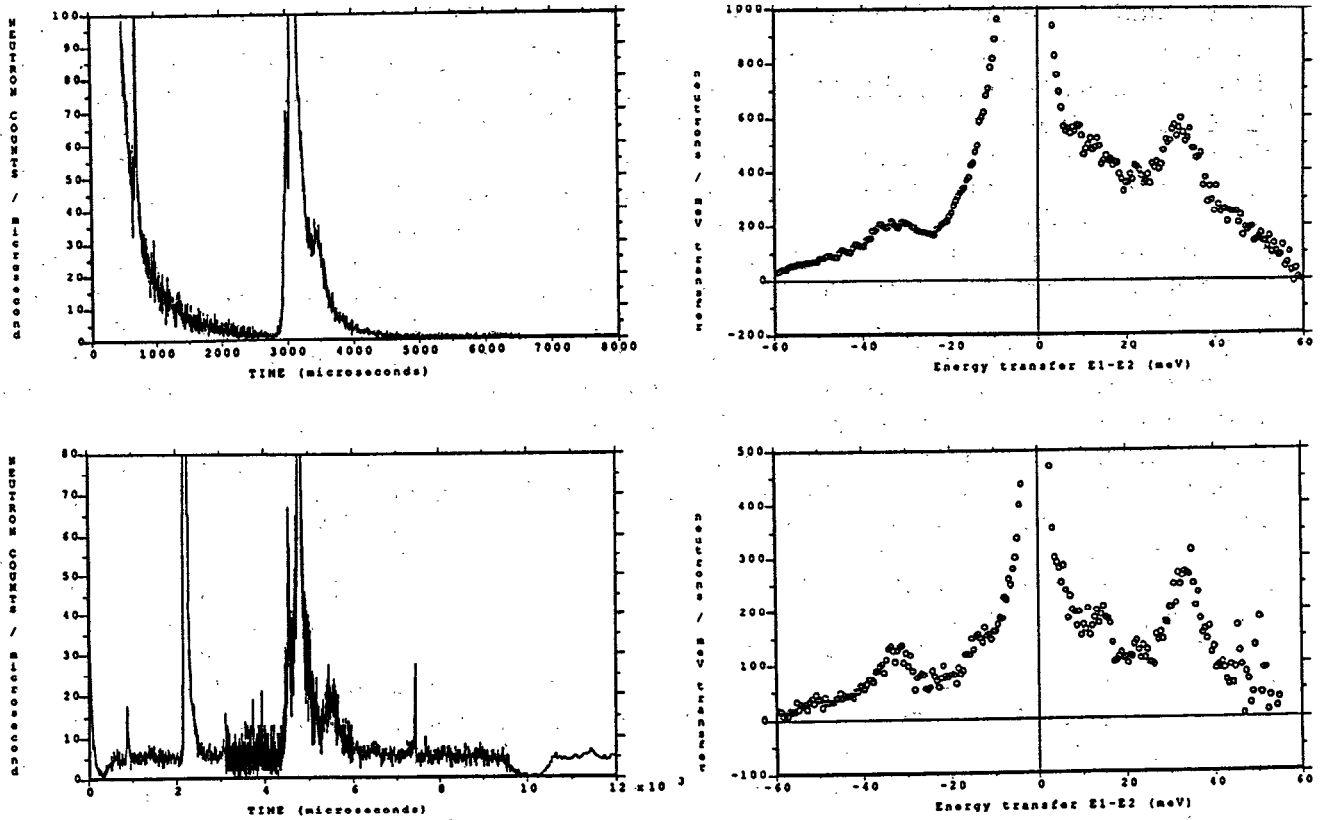 NEUTRON COUNTS / microsecond
100
90
80
70
60
50
40
30
20
10
0
0 1000 2000 3000 4000 5000 6000 7000 8000
TIME (microseconds)
neutrons / meV transfer
1000
800
600
400
200
0
-200
-60 -40 -20 0 20 40 60
Energy transfer E1-E2 (meV)
NEUTRON COUNTS / microsecond
80
70
60
50
40
30
20
10
0
0 2 4 6 8 10 12 x10 3
TIME (microseconds)
neutrons / meV transfer
500
400
300
200
100
0
-100
-60 -40 -20 0 20 40 60
Energy transfer E1-E2 (meV)